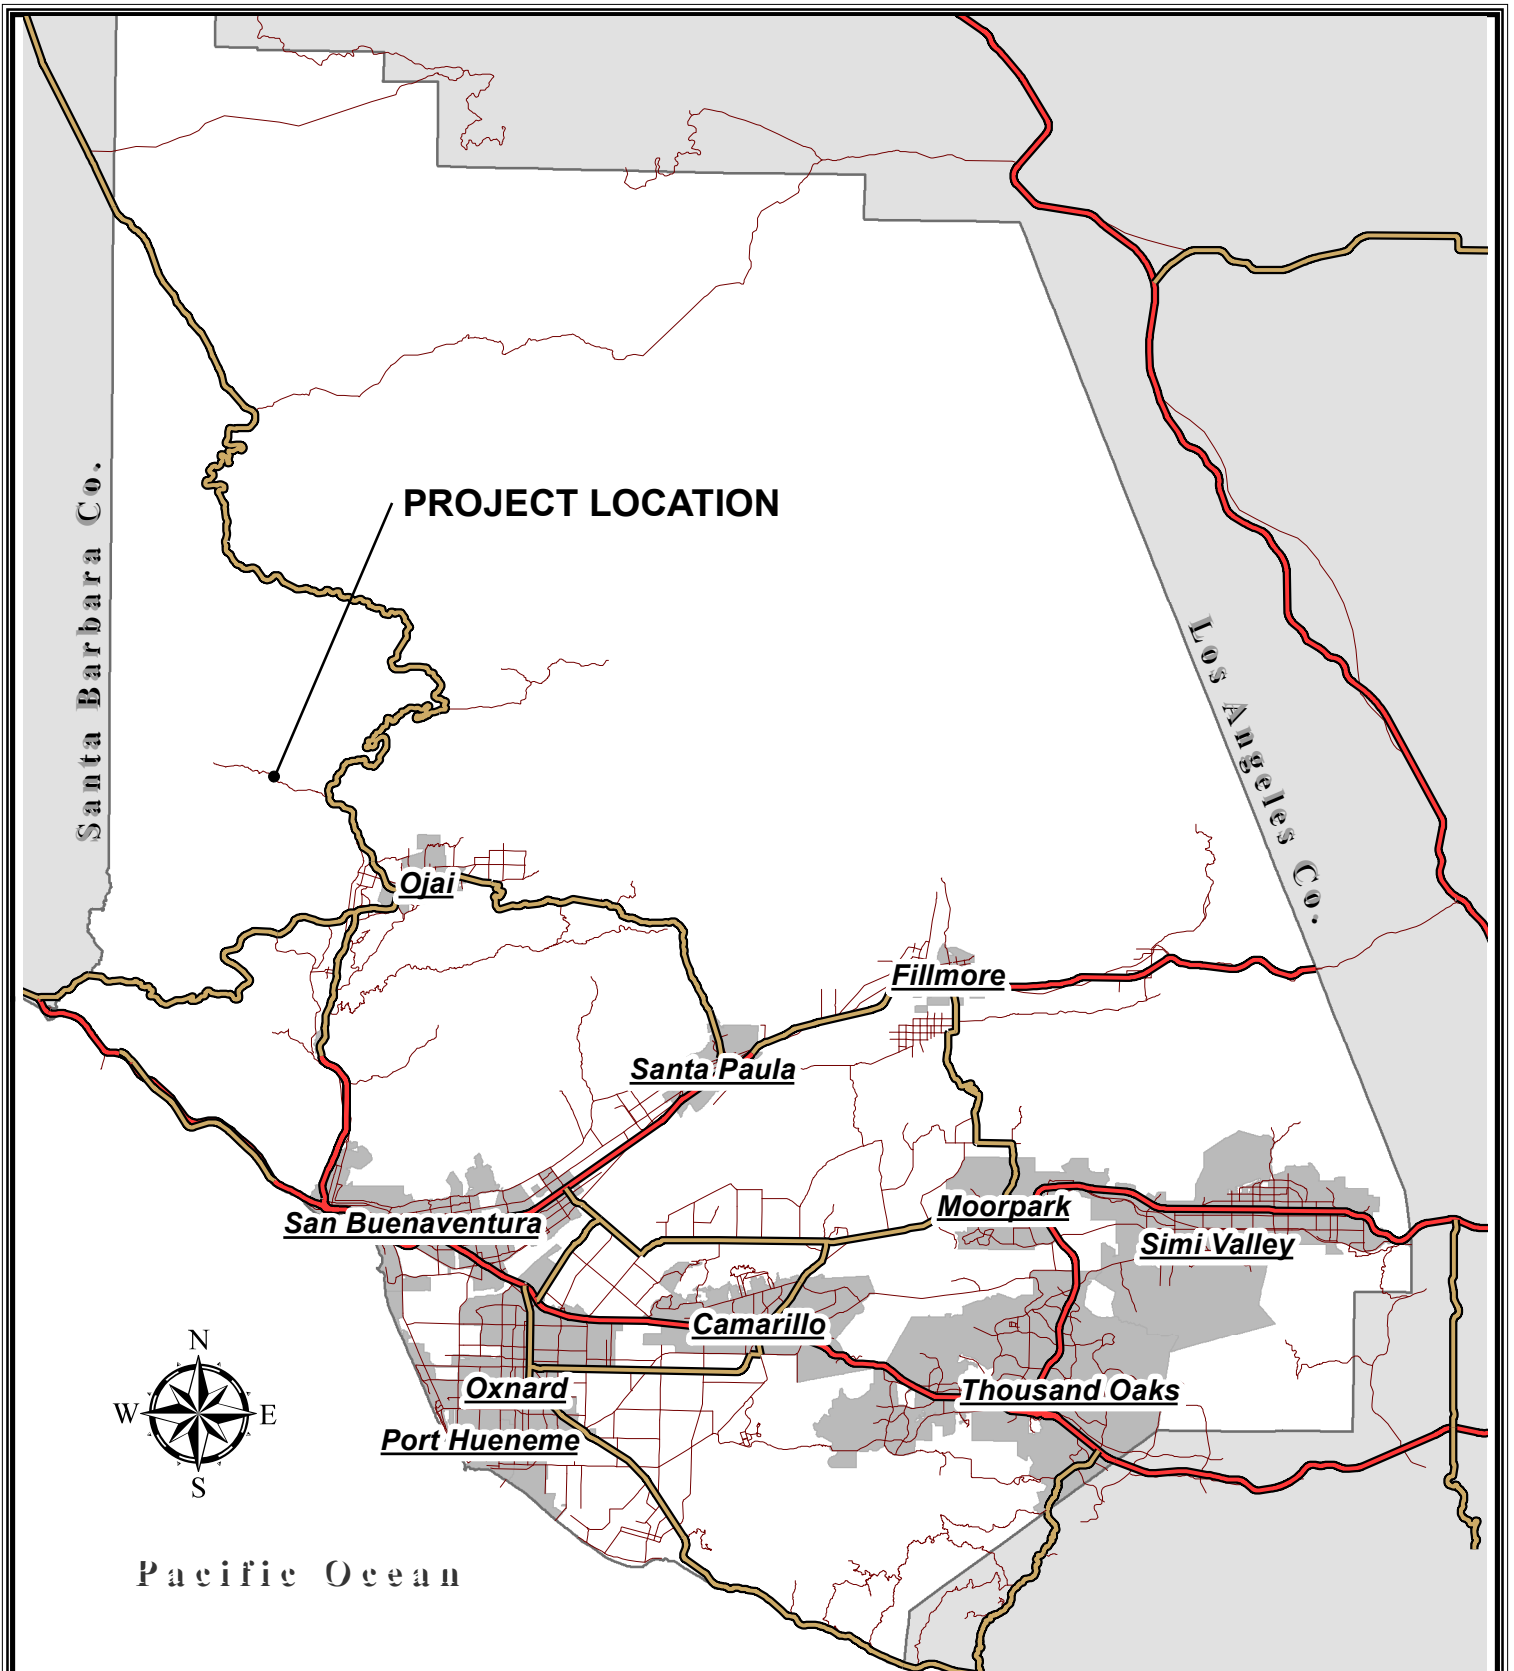 PROJECT LOCATION
Santa Barbara Co.
Los Angeles Co.
Ojai
Fillmore
Santa Paula
Moorpark
San Buenaventura
Simi Valley
Camarillo
Oxnard
Thousand Oaks
Port Hueneme
N
W E
S
Pacific Ocean